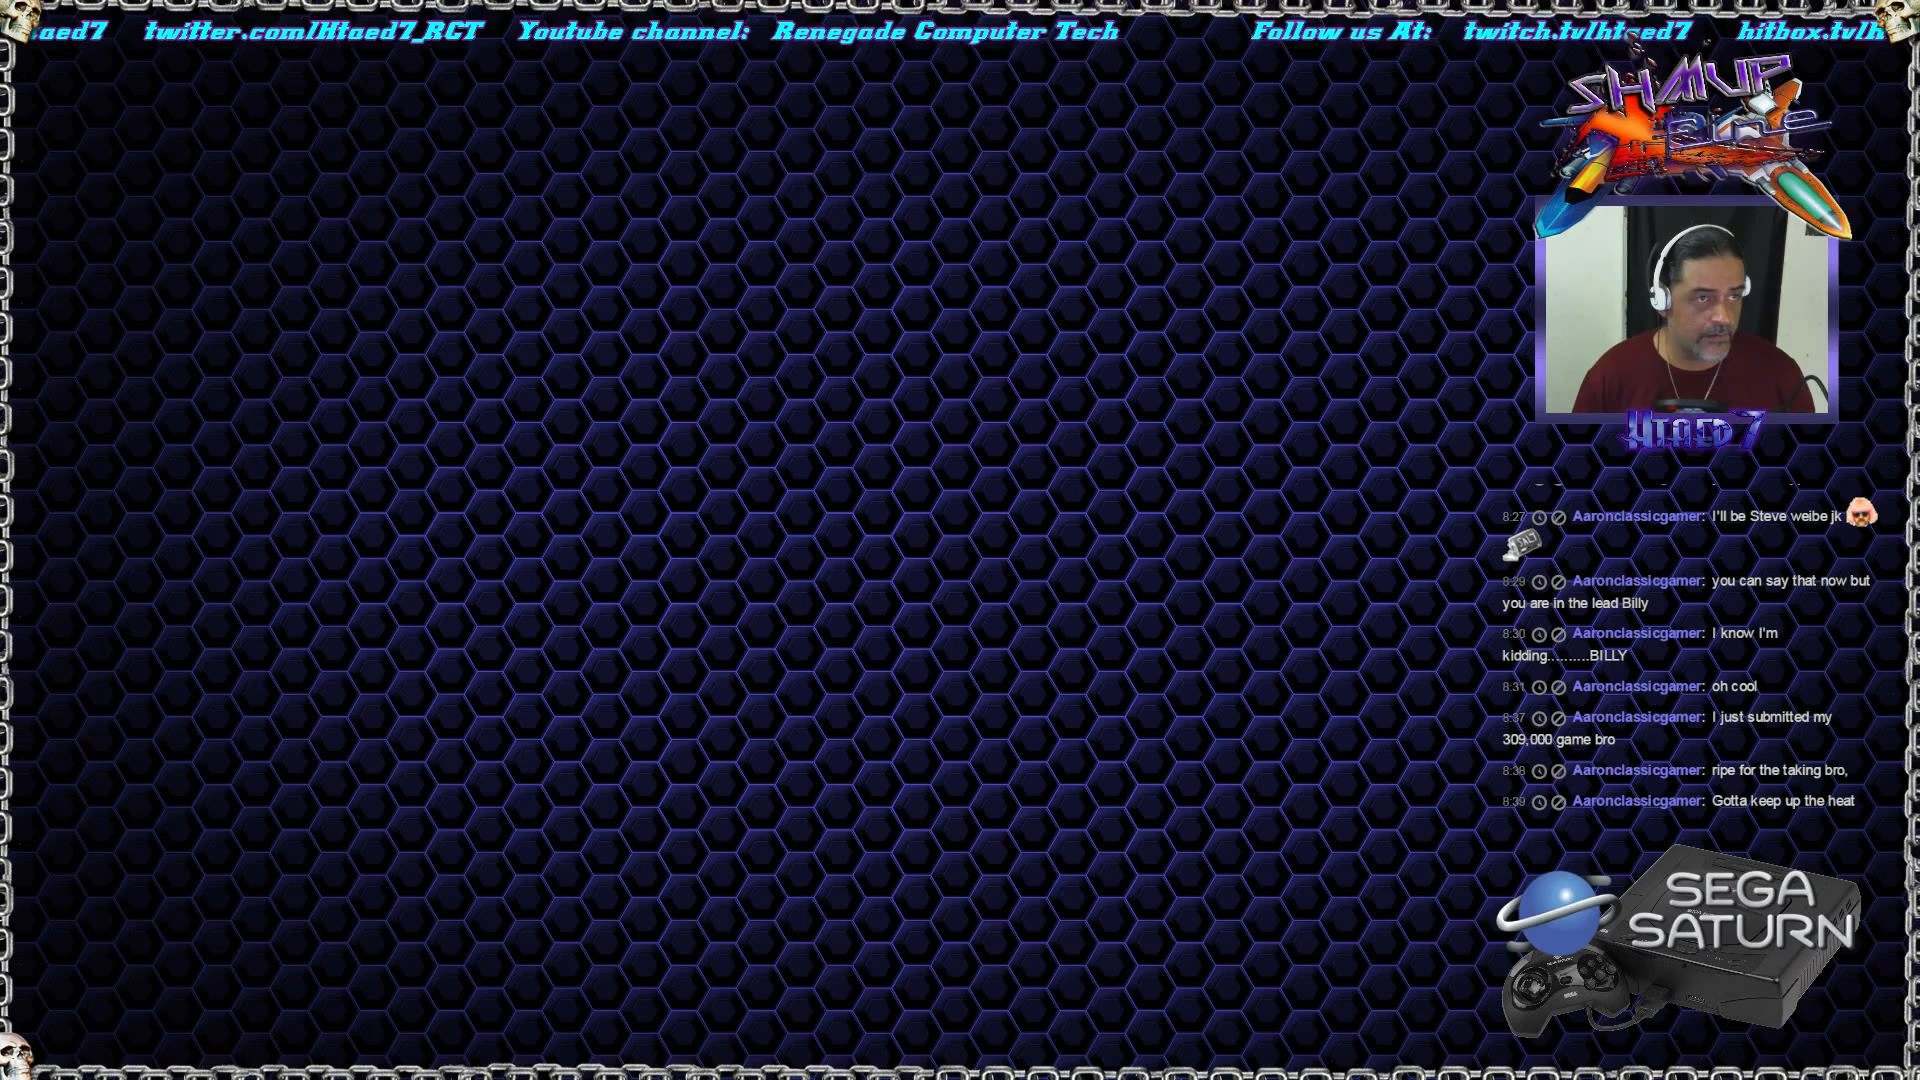 .aed7 twitter.com/Htaed7_RCT Youtube channel: Renegade Computer Tech Follow us At: twitch.tv/htaed7 hitbox.tv/h
SHMUP
Htaed7
8:27 Aaronclassicgamer: I'll be Steve weibe jk
SALT
8:29 Aaronclassicgamer: you can say that now but
you are in the lead Billy
8:30 Aaronclassicgamer: I know I'm
kidding..........BILLY
8:31 Aaronclassicgamer: oh cool
8:37 Aaronclassicgamer: I just submitted my
309,000 game bro
8:38 Aaronclassicgamer: ripe for the taking bro,
8:39 Aaronclassicgamer: Gotta keep up the heat
SEGA
SATURN